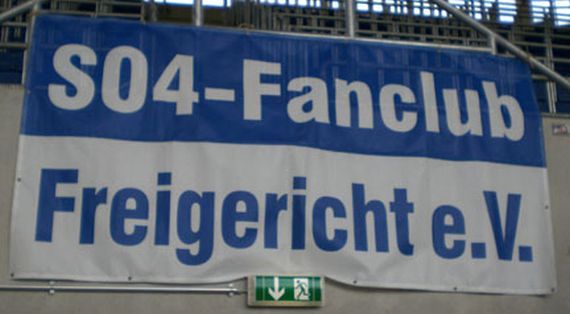 S04-Fanclub
Freigericht e.V.